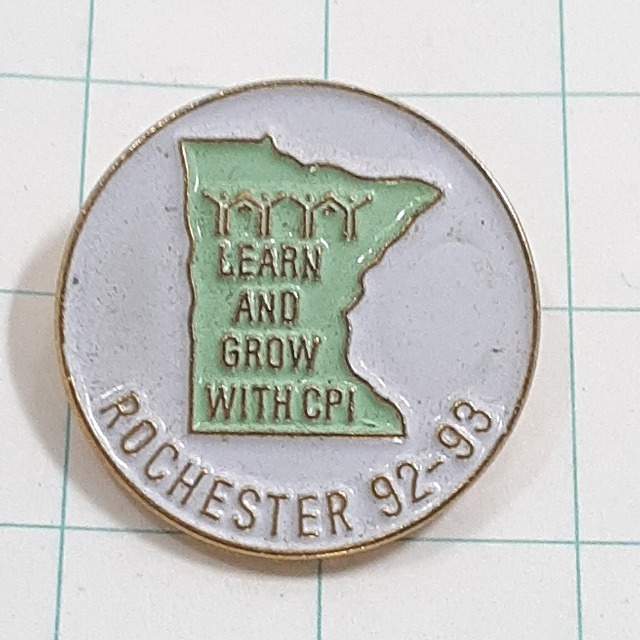 LEARN
AND
GROW
WITH CPI
ROCHESTER 92-93